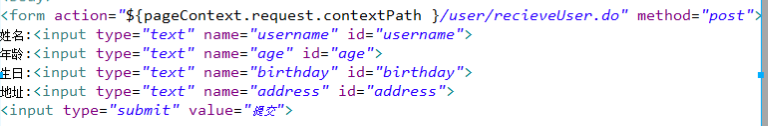 <form action="${pageContext.request.contextPath }/user/recieveUser.do" method="post">
姓名:<input type="text" name="username" id="username">
年龄:<input type="text" name="age" id="age">
生日:<input type="text" name="birthday" id="birthday">
地址:<input type="text" name="address" id="address">
<input type="submit" value="提交">